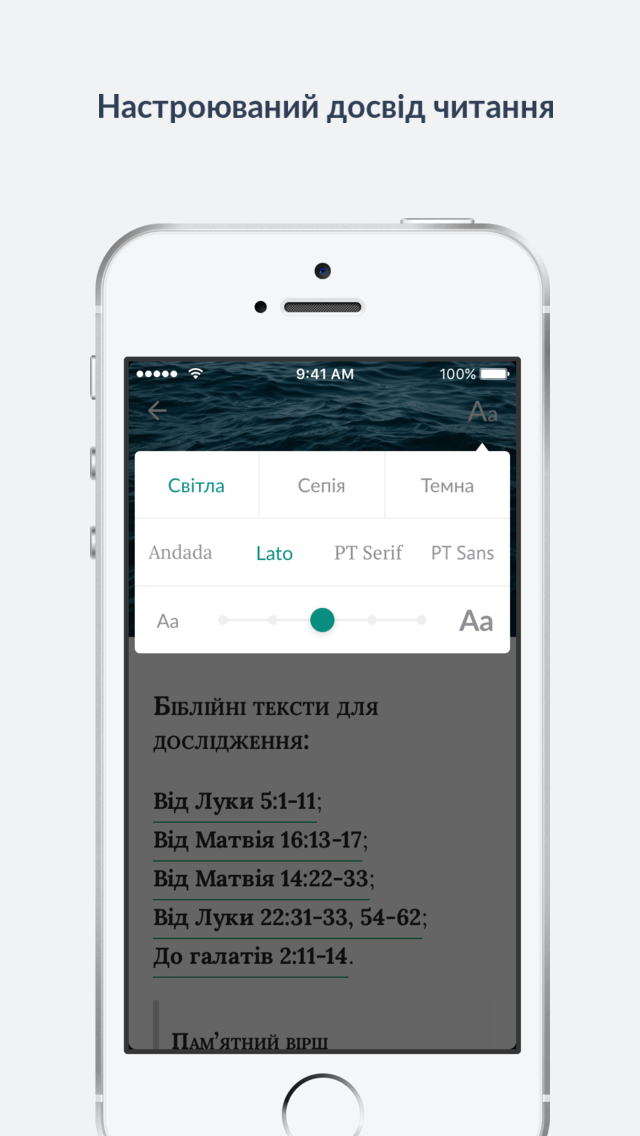 Настроюваний досвід читання
9:41 AM 100%
Aa
Світла Сепія Темна
Andada Lato PT Serif PT Sans
Aa Aa
Біблійні тексти для
дослідження:
Від Луки 5:1-11;
Від Матвія 16:13-17;
Від Матвія 14:22-33;
Від Луки 22:31-33, 54-62;
До галатів 2:11-14.
Пам’ятний вірш